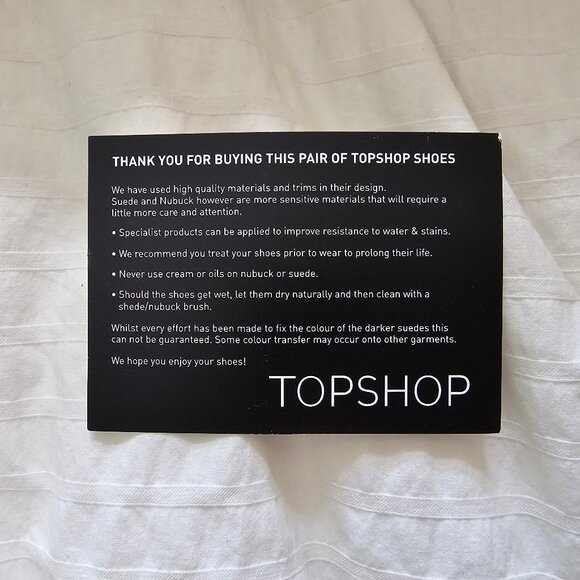 THANK YOU FOR BUYING THIS PAIR OF TOPSHOP SHOES
We have used high quality materials and trims in their design.
Suede and Nubuck however are more sensitive materials that will require a
little more care and attention.
• Specialist products can be applied to improve resistance to water & stains.
• We recommend you treat your shoes prior to wear to prolong their life.
• Never use cream or oils on nubuck or suede.
• Should the shoes get wet, let them dry naturally and then clean with a
shede/nubuck brush.
Whilst every effort has been made to fix the colour of the darker suedes this
can not be guaranteed. Some colour transfer may occur onto other garments.
We hope you enjoy your shoes!
TOPSHOP